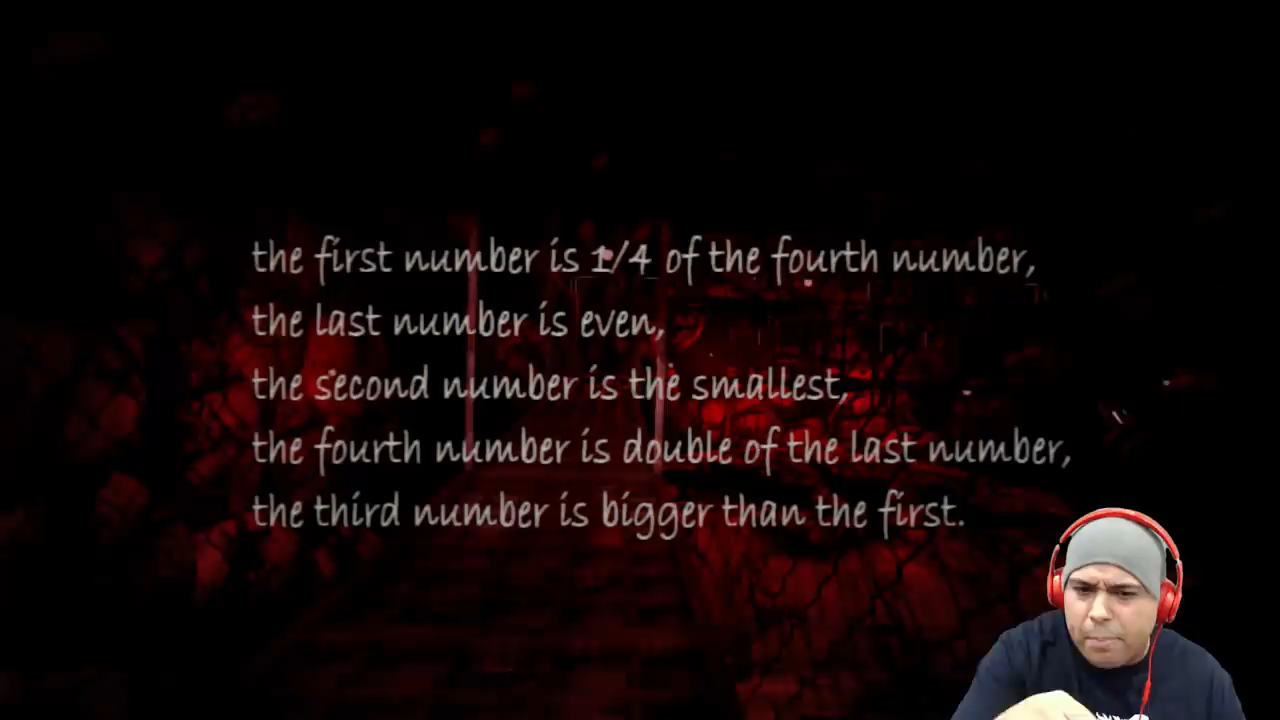 the first number is 1/4 of the fourth number,
the last number is even,
the second number is the smallest,
the fourth number is double of the last number,
the third number is bigger than the first.